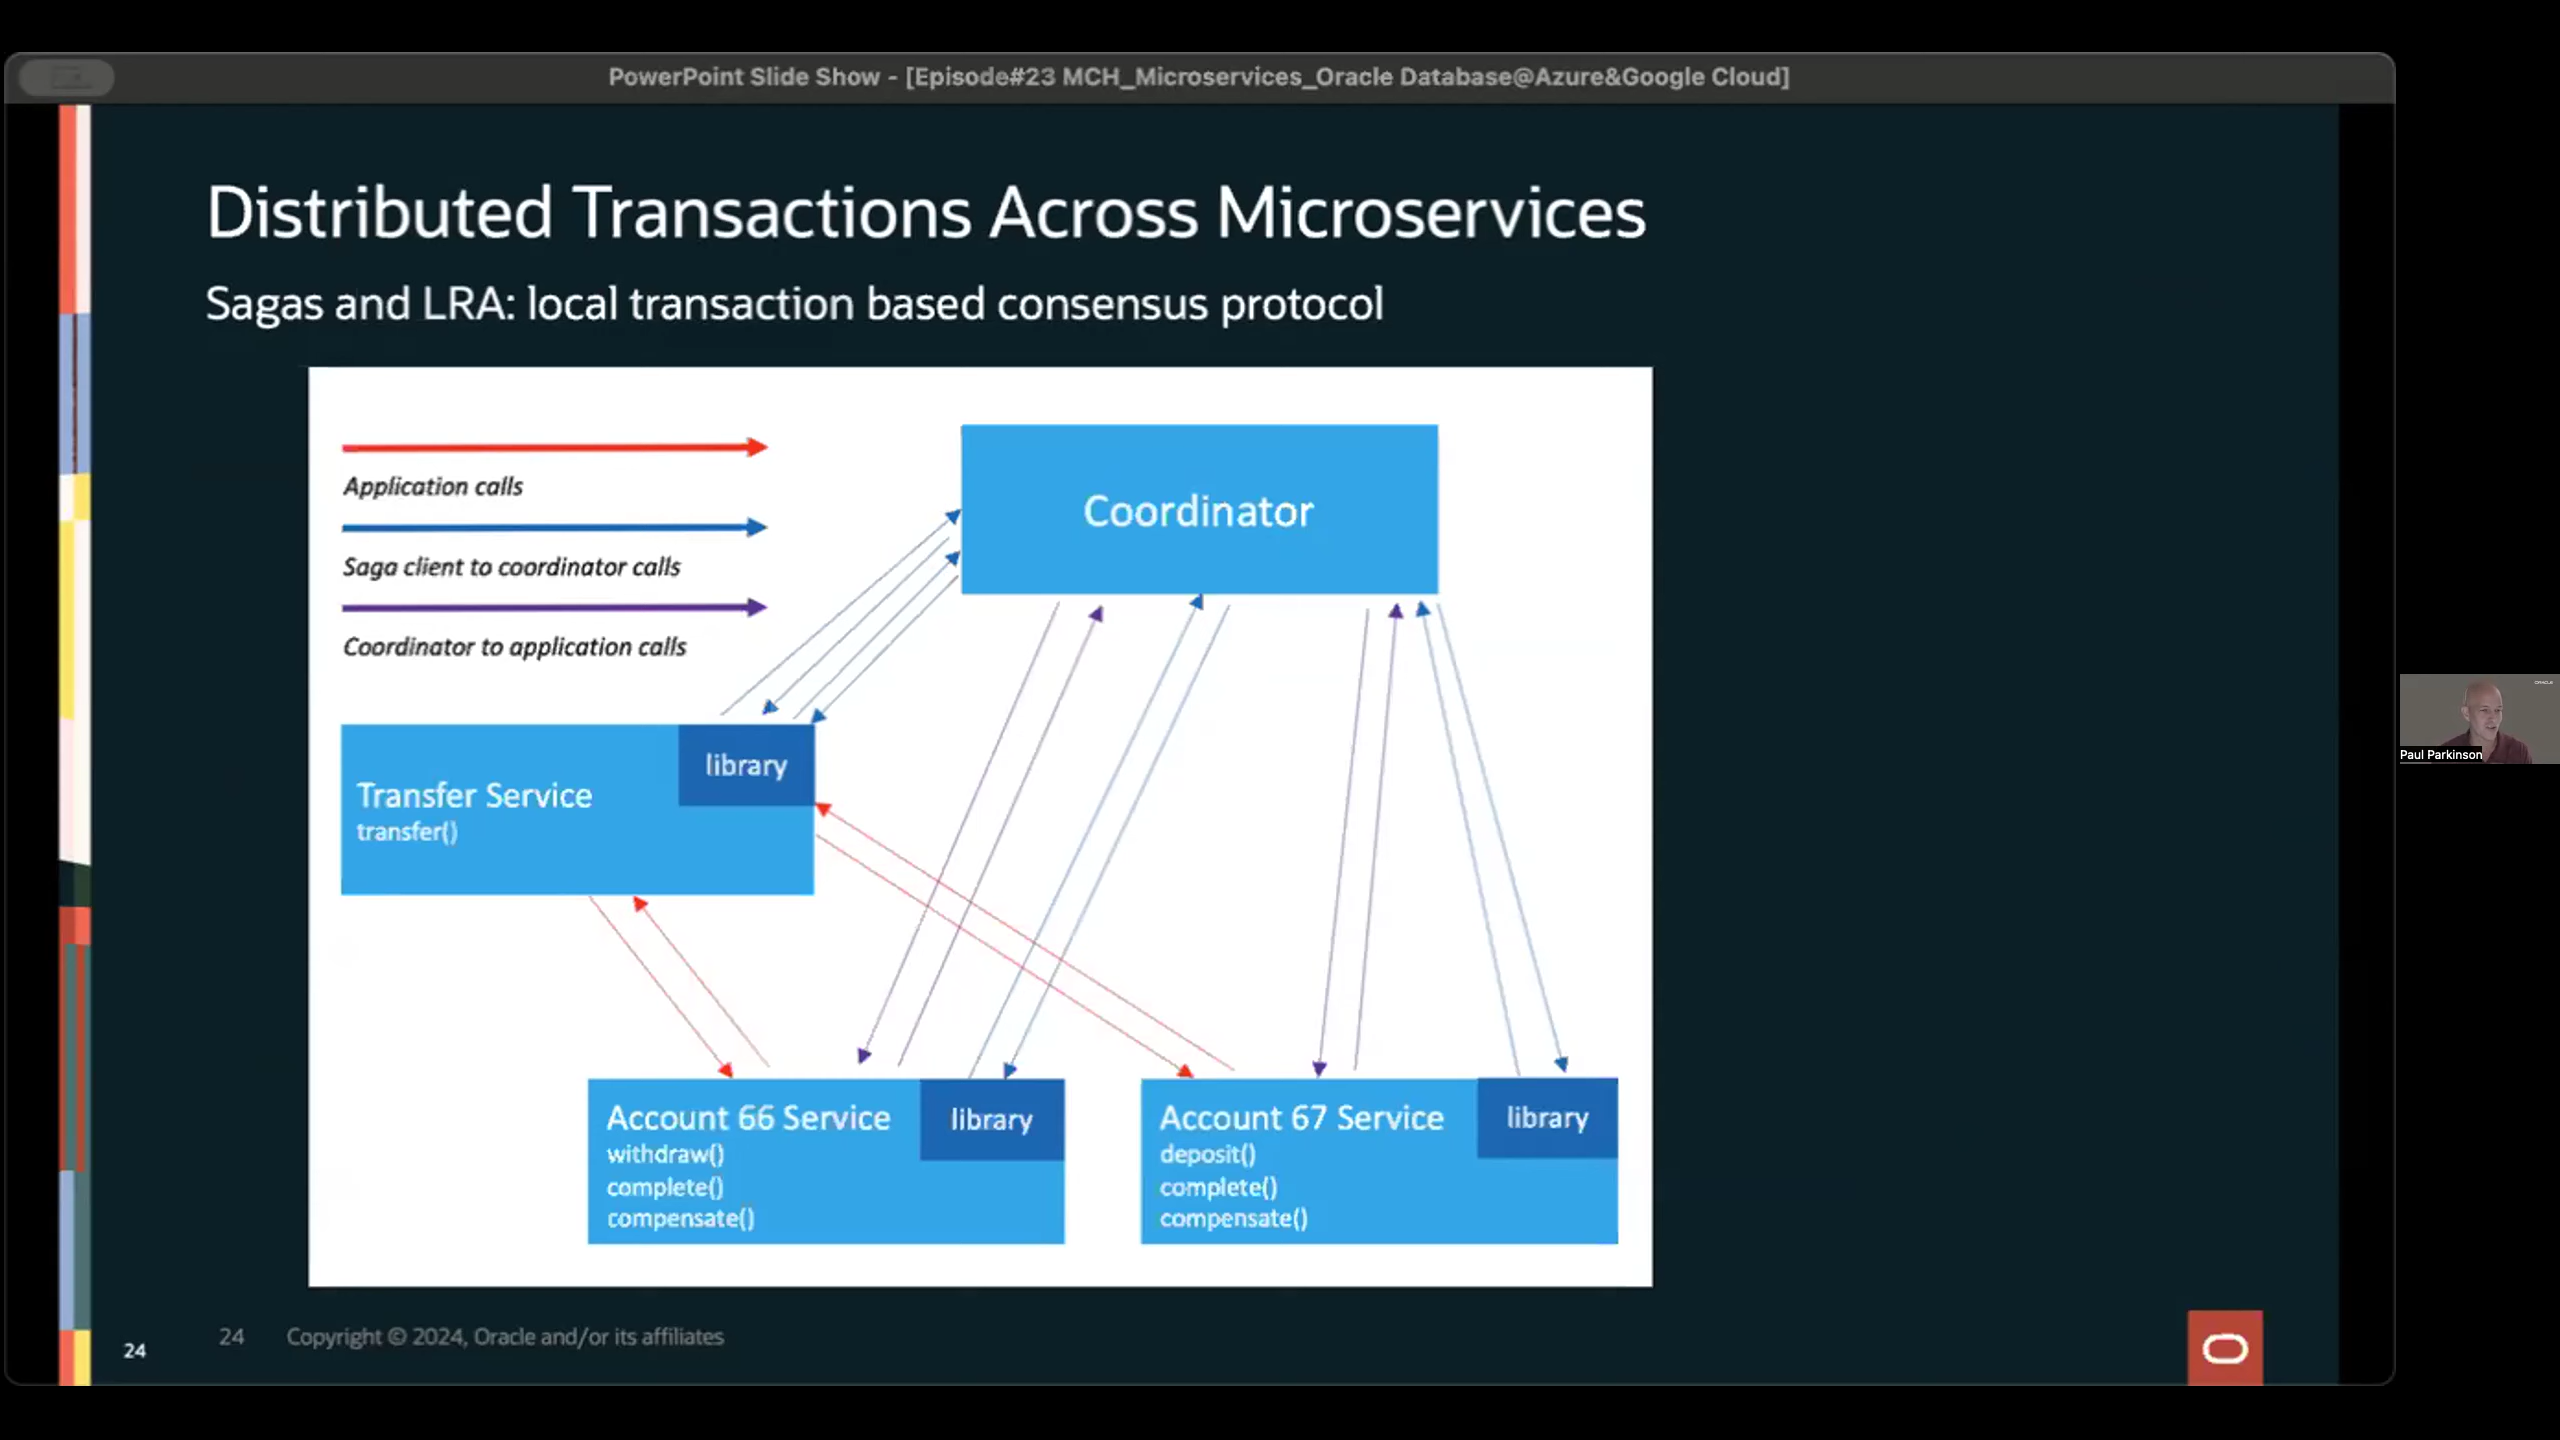 PowerPoint Slide Show - [Episode#23 MCH_Microservices_Oracle Database@Azure&Google Cloud]
Distributed Transactions Across Microservices
Sagas and LRA: local transaction based consensus protocol
Application calls
Saga client to coordinator calls
Coordinator to application calls
Coordinator
Transfer Service
transfer()
library
Account 66 Service
withdraw()
complete()
compensate()
library
Account 67 Service
deposit()
complete()
compensate()
library
ORACLE
Paul Parkinson
24
24 Copyright © 2024, Oracle and/or its affiliates